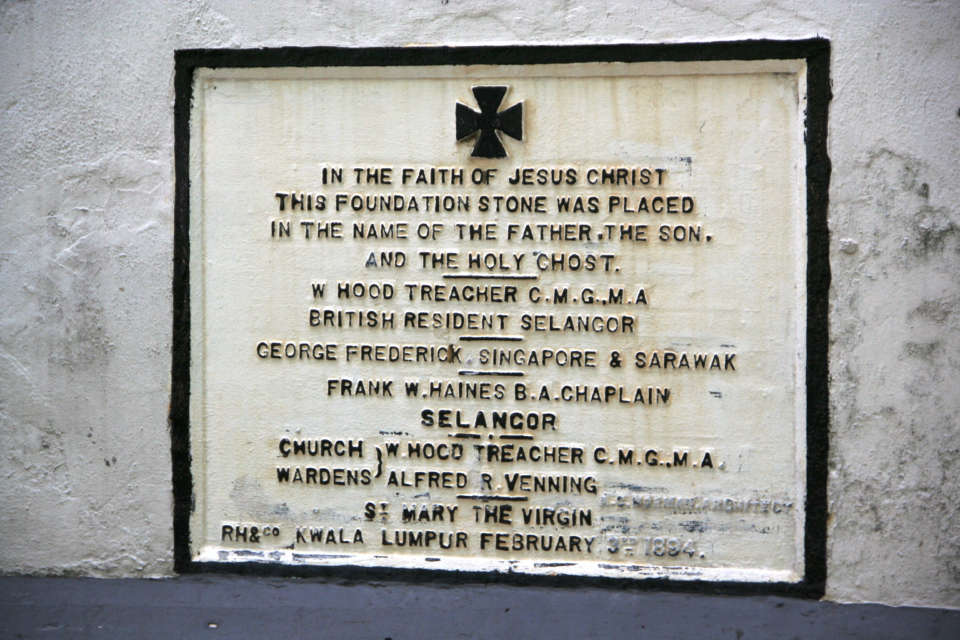 IN THE FAITH OF JESUS CHRIST
THIS FOUNDATION STONE WAS PLACED
IN THE NAME OF THE FATHER. THE SON.
AND THE HOLY GHOST.
W HOOD TREACHER C.M.G., M.A
BRITISH RESIDENT SELANGOR
GEORGE FREDERICK. SINGAPORE & SARAWAK
FRANK W. HAINES B.A. CHAPLAIN
SELANGOR
CHURCH } W. HOOD TREACHER C.M.G., M.A.
WARDENS } ALFRED R. VENNING
ARCHITECT
ST MARY THE VIRGIN
RH&CO KWALA LUMPUR FEBRUARY 3RD 1894.